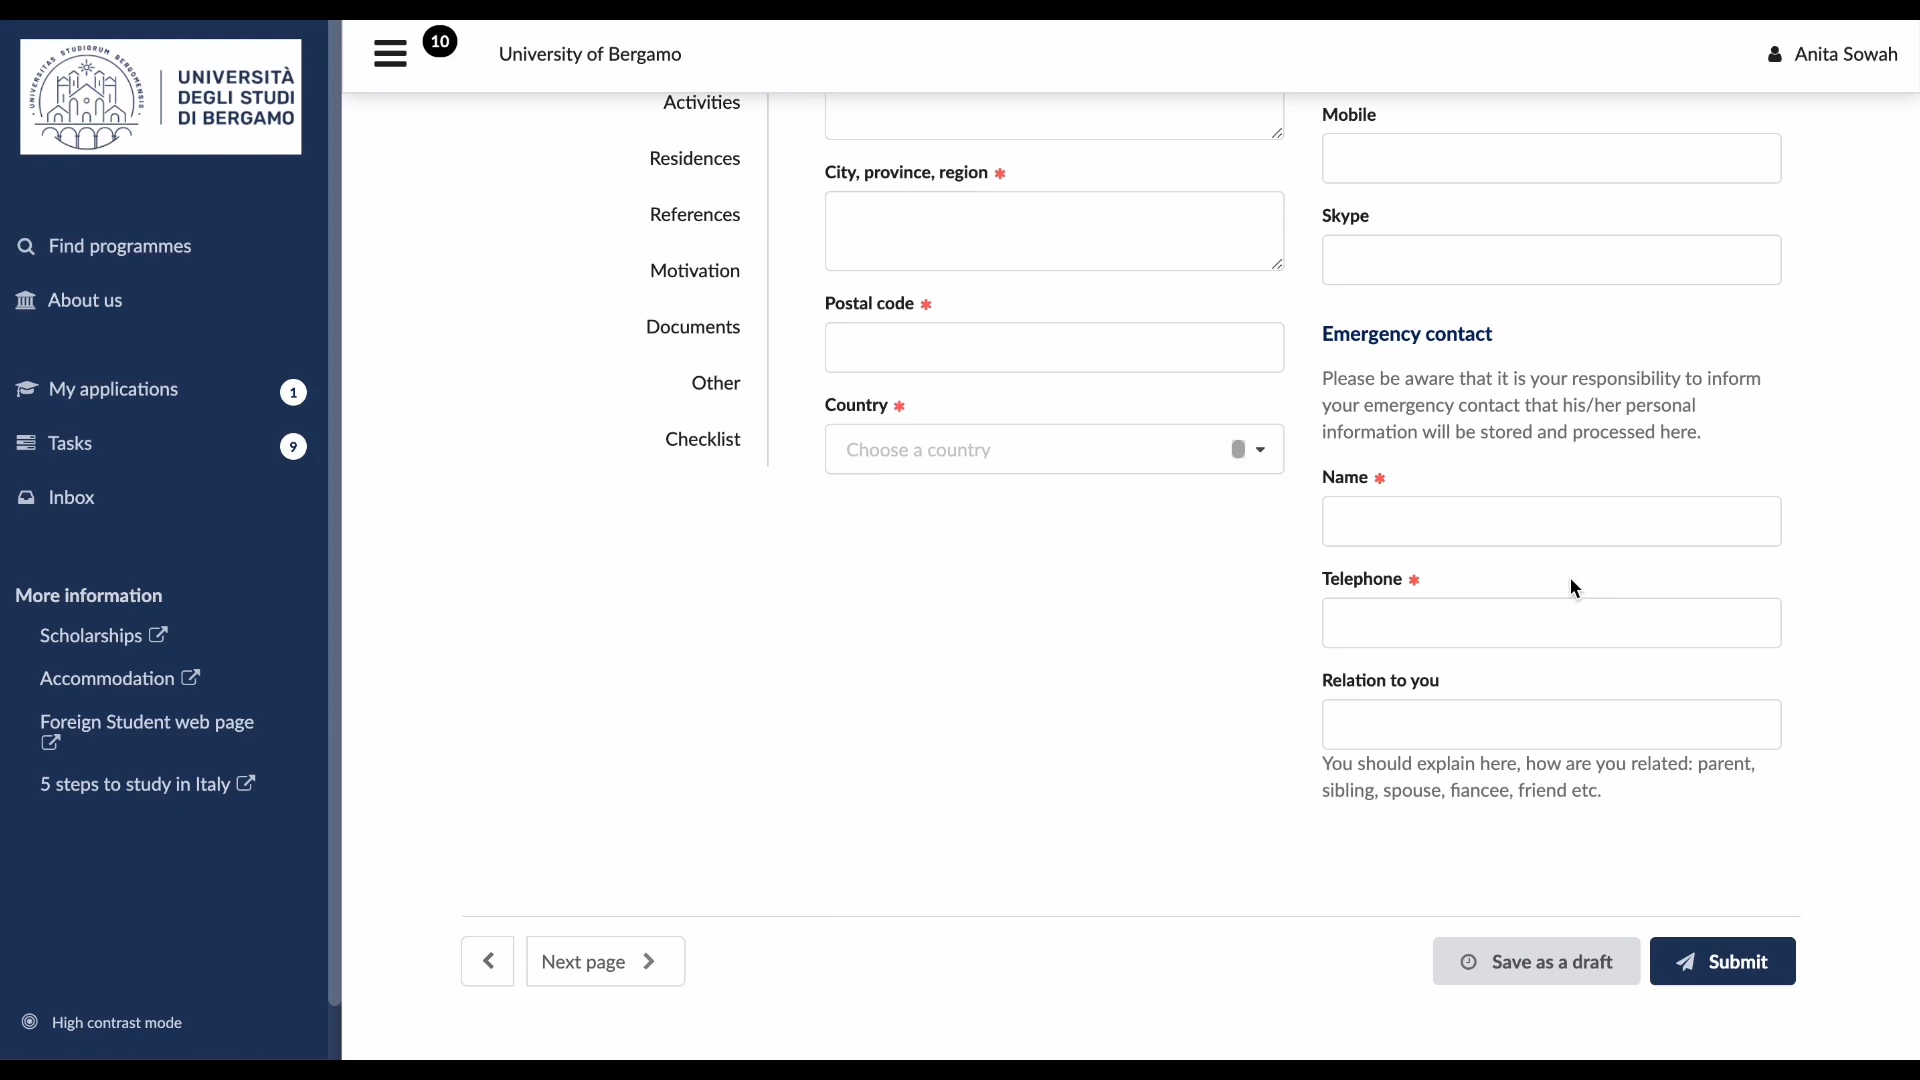 UNIVERSITÀ
DEGLI STUDI
DI BERGAMO
Find programmes
About us
My applications
1
Tasks
9
Inbox
More information
Scholarships
Accommodation
Foreign Student web page
5 steps to study in Italy
High contrast mode
10
University of Bergamo
Anita Sowah
Activities
Residences
References
Motivation
Documents
Other
Checklist
City, province, region *
Postal code *
Country *
Choose a country
Mobile
Skype
Emergency contact
Please be aware that it is your responsibility to inform
your emergency contact that his/her personal
information will be stored and processed here.
Name *
Telephone *
Relation to you
You should explain here, how are you related: parent,
sibling, spouse, fiancee, friend etc.
Next page
Save as a draft
Submit